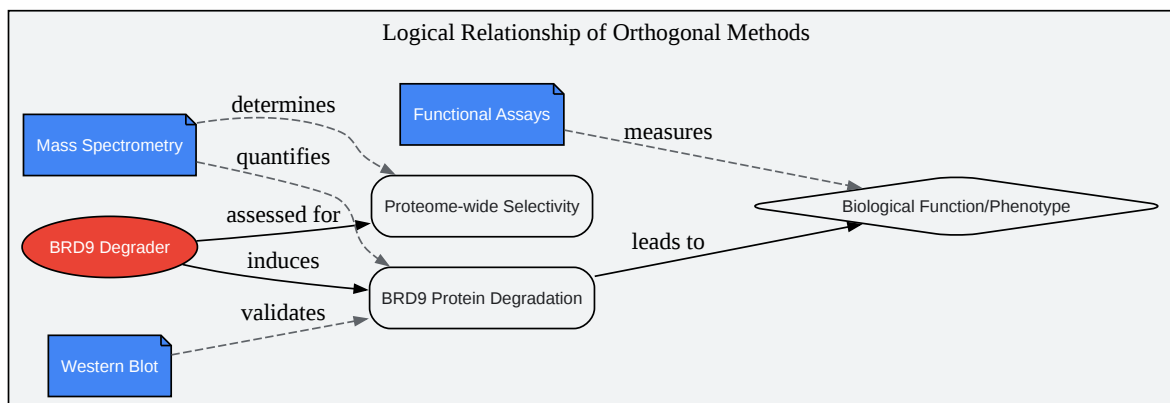 Logical Relationship of Orthogonal Methods
determines
Functional Assays
Mass Spectrometry
measures
quantifies
Proteome-wide Selectivity
Biological Function/Phenotype
assessed for
BRD9 Degrader
leads to
induces
BRD9 Protein Degradation
validates
Western Blot